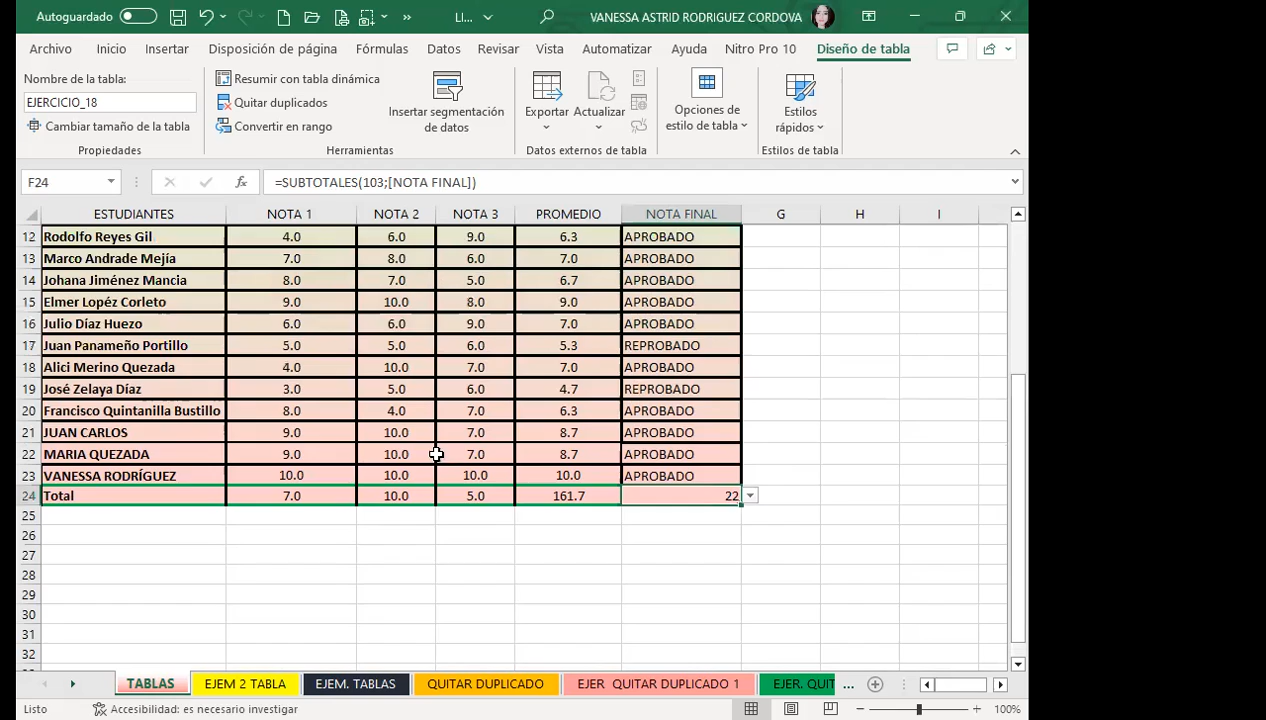 Autoguardado LI... VANESSA ASTRID RODRIGUEZ CORDOVA
Archivo Inicio Insertar Disposición de página Fórmulas Datos Revisar Vista Automatizar Ayuda Nitro Pro 10 Diseño de tabla
Nombre de la tabla:
EJERCICIO_18
Cambiar tamaño de la tabla
Propiedades
Resumir con tabla dinámica
Quitar duplicados
Convertir en rango
Insertar segmentación
de datos
Herramientas
Exportar
Actualizar
Datos externos de tabla
Opciones de
estilo de tabla
Estilos
rápidos
Estilos de tabla
F24 fx =SUBTOTALES(103;[NOTA FINAL])
ESTUDIANTES NOTA 1 NOTA 2 NOTA 3 PROMEDIO NOTA FINAL G H I
12 Rodolfo Reyes Gil 4.0 6.0 9.0 6.3 APROBADO
13 Marco Andrade Mejía 7.0 8.0 6.0 7.0 APROBADO
14 Johana Jiménez Mancia 8.0 7.0 5.0 6.7 APROBADO
15 Elmer Lopéz Corleto 9.0 10.0 8.0 9.0 APROBADO
16 Julio Díaz Huezo 6.0 6.0 9.0 7.0 APROBADO
17 Juan Panameño Portillo 5.0 5.0 6.0 5.3 REPROBADO
18 Alici Merino Quezada 4.0 10.0 7.0 7.0 APROBADO
19 José Zelaya Díaz 3.0 5.0 6.0 4.7 REPROBADO
20 Francisco Quintanilla Bustillo 8.0 4.0 7.0 6.3 APROBADO
21 JUAN CARLOS 9.0 10.0 7.0 8.7 APROBADO
22 MARIA QUEZADA 9.0 10.0 7.0 8.7 APROBADO
23 VANESSA RODRÍGUEZ 10.0 10.0 10.0 10.0 APROBADO
24 Total 7.0 10.0 5.0 161.7 22
25
26
27
28
29
30
31
32
TABLAS EJEM 2 TABLA EJEM. TABLAS QUITAR DUPLICADO EJER QUITAR DUPLICADO 1 EJER. QUIT ...
Listo Accesibilidad: es necesario investigar 100%